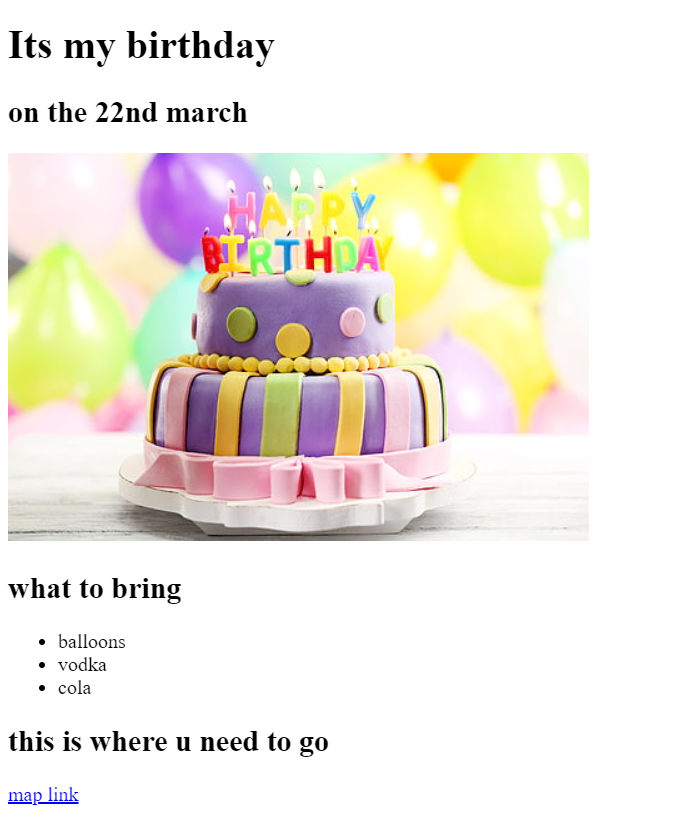 Its my birthday
on the 22nd march
HAPPY
BIRTHDAY
what to bring
balloons
vodka
cola
this is where u need to go
map link